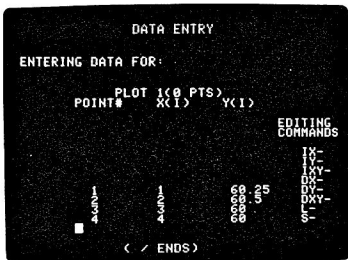 DATA ENTRY
ENTERING DATA FOR:
PLOT 1(0 PTS)
POINT# X(I) Y(I)
EDITING
COMMANDS
IX-
IY-
IXY-
DX-
1 1 60.25 DY-
2 2 60.5 DXY-
3 3 60 L-
4 4 60 S-
( / ENDS)